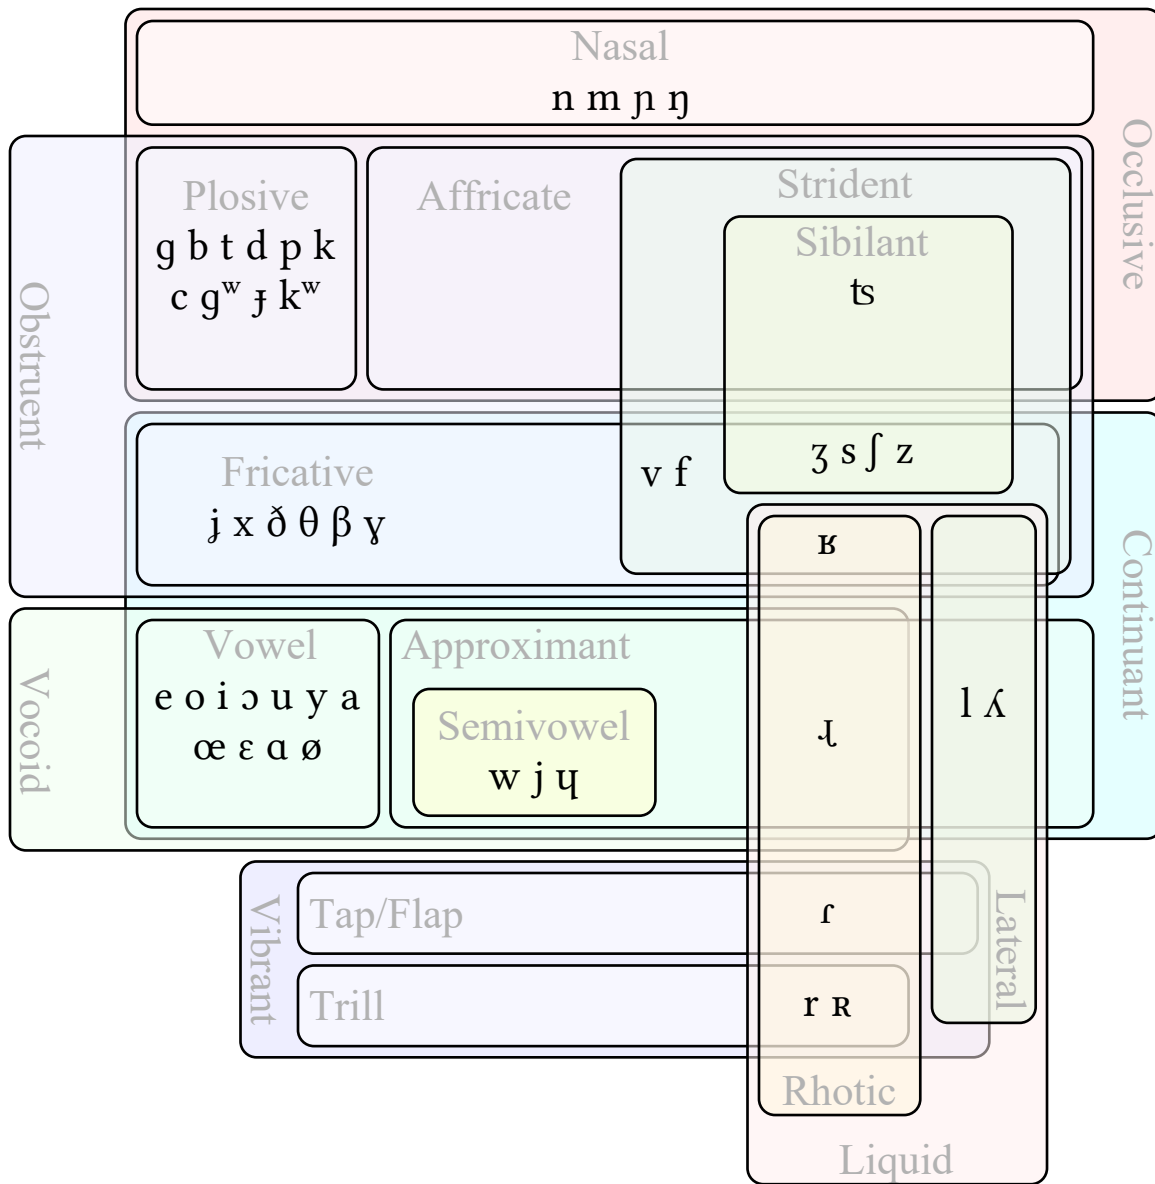 Nasal
n m ɲ ŋ
Occlusive
Plosive
ɡ b t d p k
c ɡʷ ɟ kʷ
Affricate
Strident
Sibilant
ʦ
Obstruent
Fricative
ʝ x ð θ β ɣ
v f
ʒ s ʃ z
ʁ
Continuant
Vowel
e o i ɔ u y a
œ ɛ ɑ ø
Approximant
Semivowel
w j ɥ
ɻ
l ʎ
Vocoid
Vibrant
Tap/Flap
ɾ
Lateral
Trill
r ʀ
Rhotic
Liquid